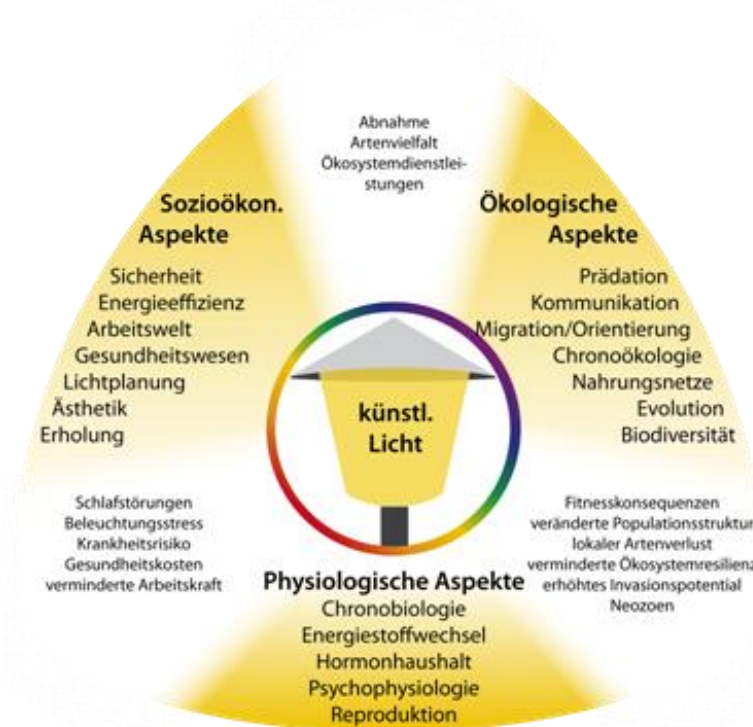 Abnahme
Artenvielfalt
Ökosystemdienstlei-
stungen
Sozioökon.
Aspekte
Sicherheit
Energieeffizienz
Arbeitswelt
Gesundheitswesen
Lichtplanung
Ästhetik
Erholung
Ökologische
Aspekte
Prädation
Kommunikation
Migration/Orientierung
Chronoökologie
Nahrungsnetze
Evolution
Biodiversität
künstl.
Licht
Schlafstörungen
Beleuchtungsstress
Krankheitsrisiko
Gesundheitskosten
verminderte Arbeitskraft
Physiologische Aspekte
Chronobiologie
Energiestoffwechsel
Hormonhaushalt
Psychophysiologie
Reproduktion
Fitnesskonsequenzen
veränderte Populationsstruktur
lokaler Artenverlust
verminderte Ökosystemresilienz
erhöhtes Invasionspotential
Neozoen